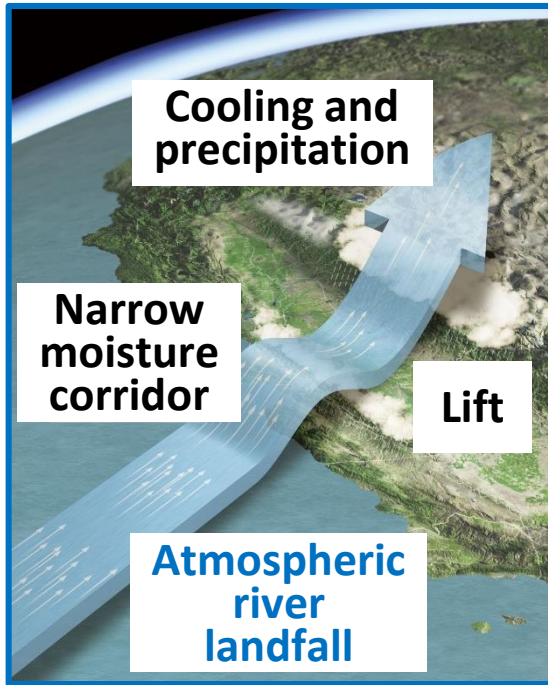 Cooling and
precipitation
Narrow
moisture
corridor
Lift
Atmospheric
river
landfall